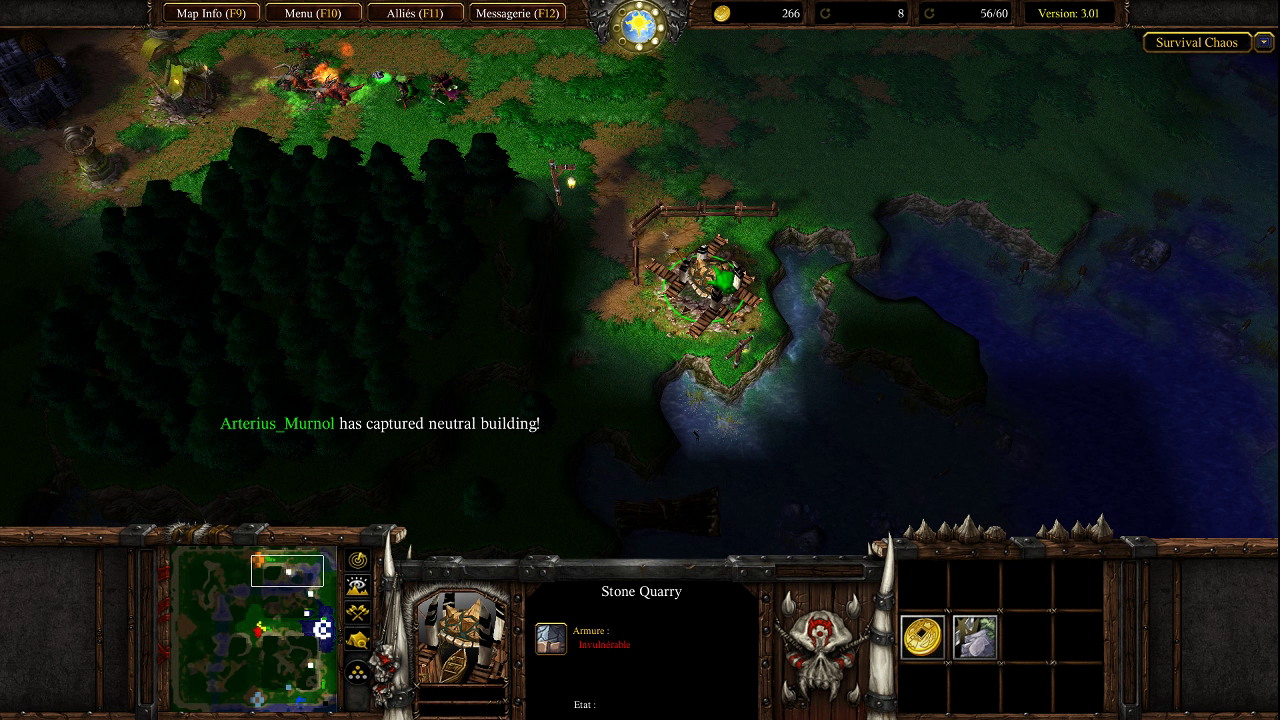 Map Info (F9) Menu (F10) Alliés (F11) Messagerie (F12) 266 8 56/60 Version: 3.01
Survival Chaos
Arterius_Murnol has captured neutral building!
Stone Quarry
Armure :
Invulnérable
Etat :